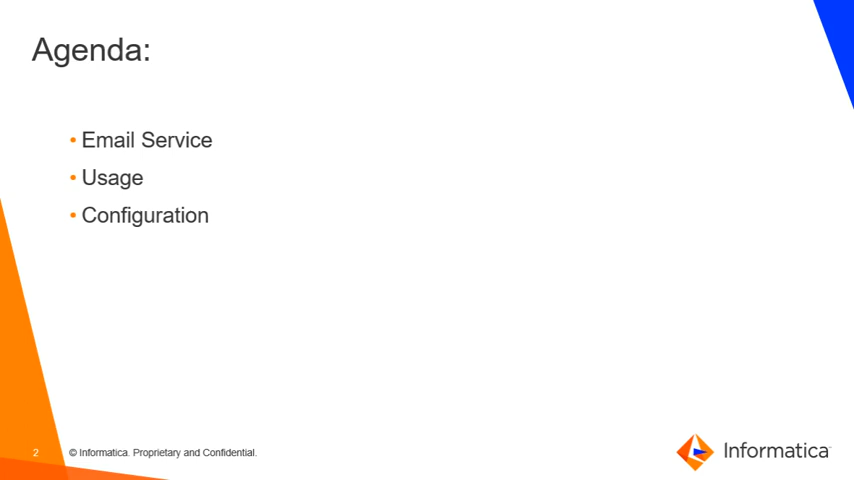 Agenda:
• Email Service
• Usage
• Configuration
2 © Informatica. Proprietary and Confidential.
Informatica